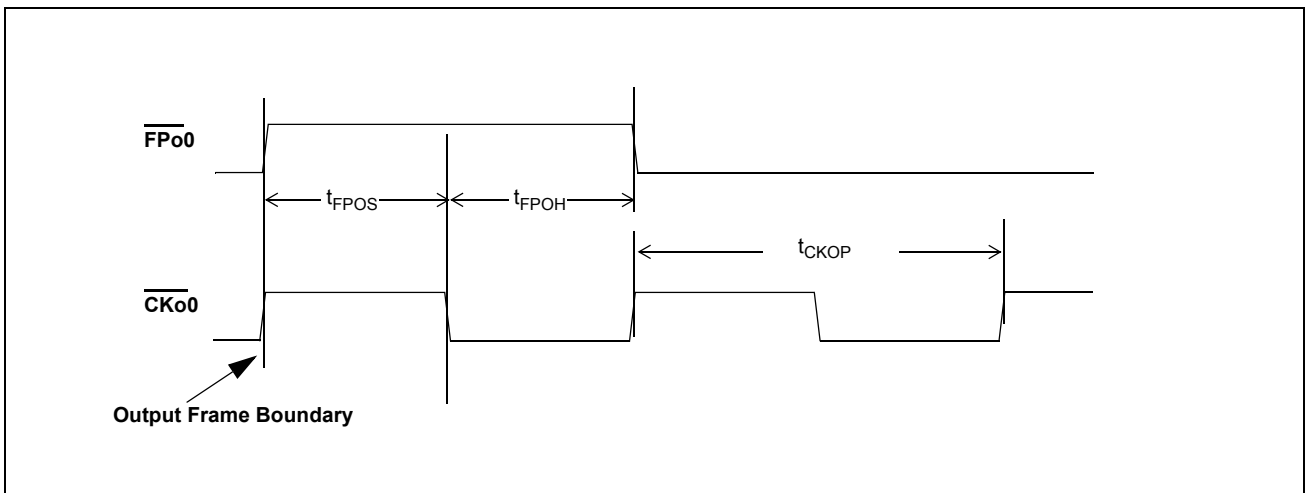 FPo0
tFPOS
tFPOH
tCKOP
CKo0
Output Frame Boundary